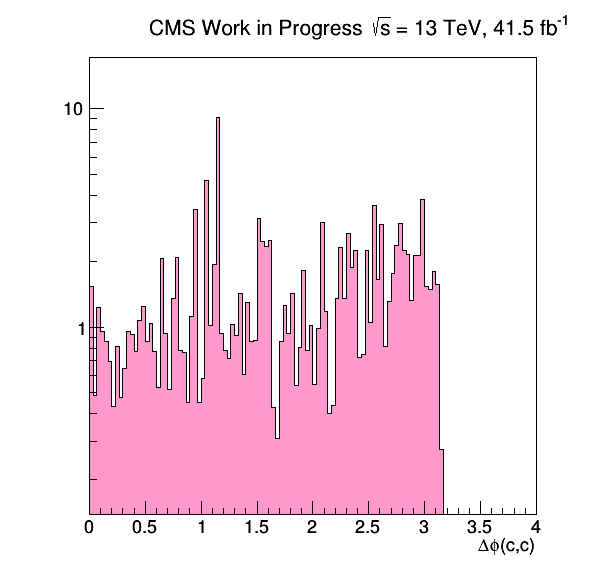 CMS Work in Progress √s = 13 TeV, 41.5 fb⁻¹
10
1
0 0.5 1 1.5 2 2.5 3 3.5 4
Δϕ(c,c)